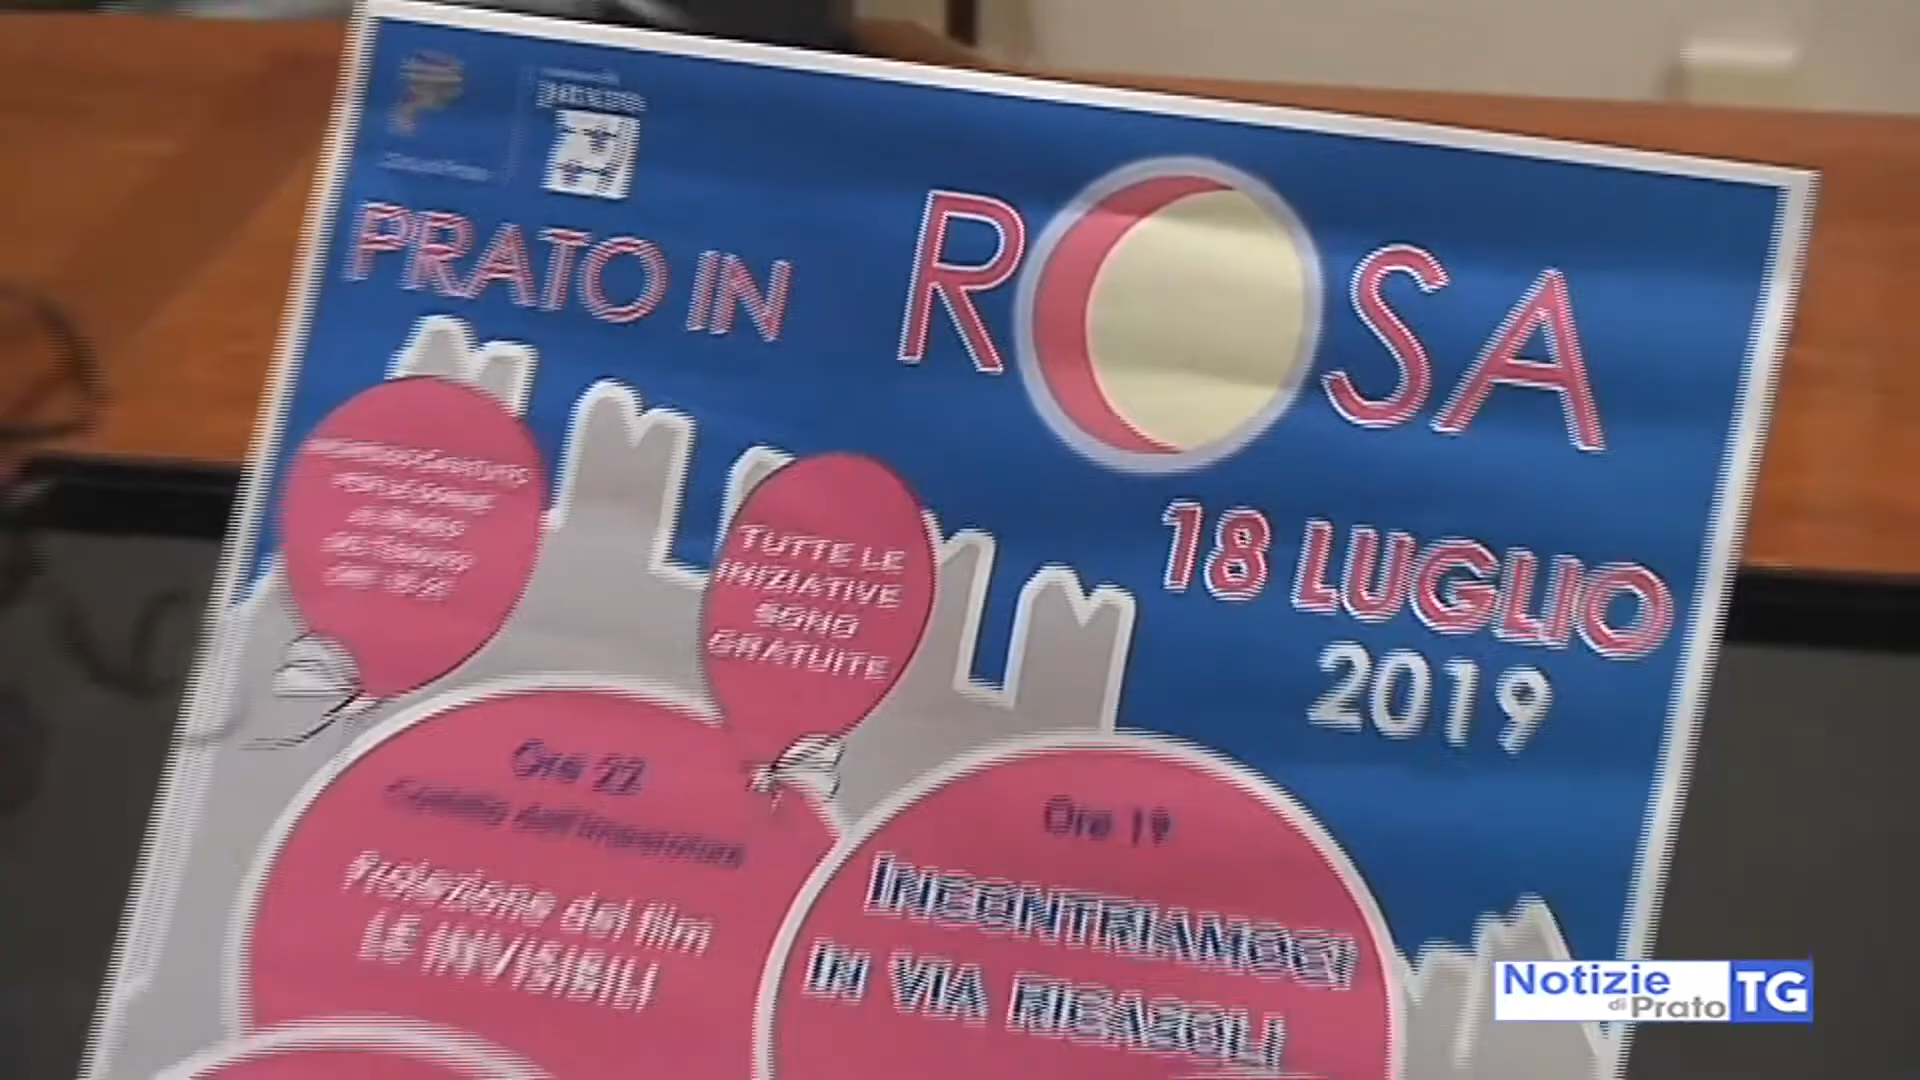 PRATO IN ROSA
18 LUGLIO
2019
TUTTE LE
INIZIATIVE
SONO
GRATUITE
Ore 22
Proiezione del film
LE INVISIBILI
Ore 19
INCONTRIAMOCI
IN VIA RICASOLI
Notizie
di Prato
TG